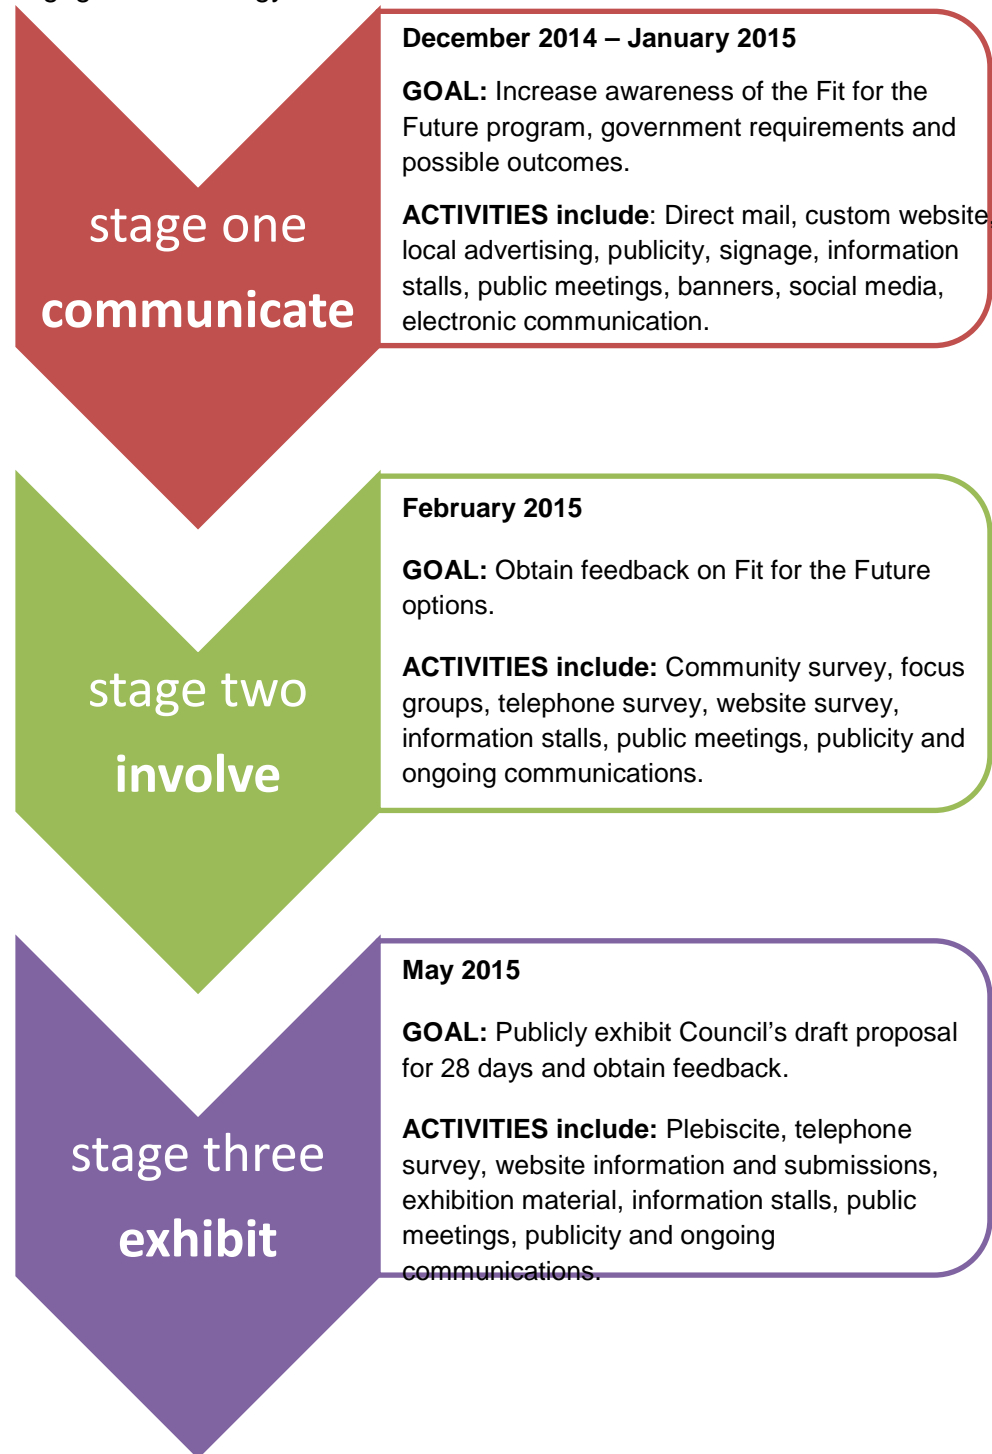 stage one
communicate
December 2014 – January 2015
GOAL: Increase awareness of the Fit for the
Future program, government requirements and
possible outcomes.
ACTIVITIES include: Direct mail, custom website,
local advertising, publicity, signage, information
stalls, public meetings, banners, social media,
electronic communication.
stage two
involve
February 2015
GOAL: Obtain feedback on Fit for the Future
options.
ACTIVITIES include: Community survey, focus
groups, telephone survey, website survey,
information stalls, public meetings, publicity and
ongoing communications.
stage three
exhibit
May 2015
GOAL: Publicly exhibit Council’s draft proposal
for 28 days and obtain feedback.
ACTIVITIES include: Plebiscite, telephone
survey, website information and submissions,
exhibition material, information stalls, public
meetings, publicity and ongoing
communications.